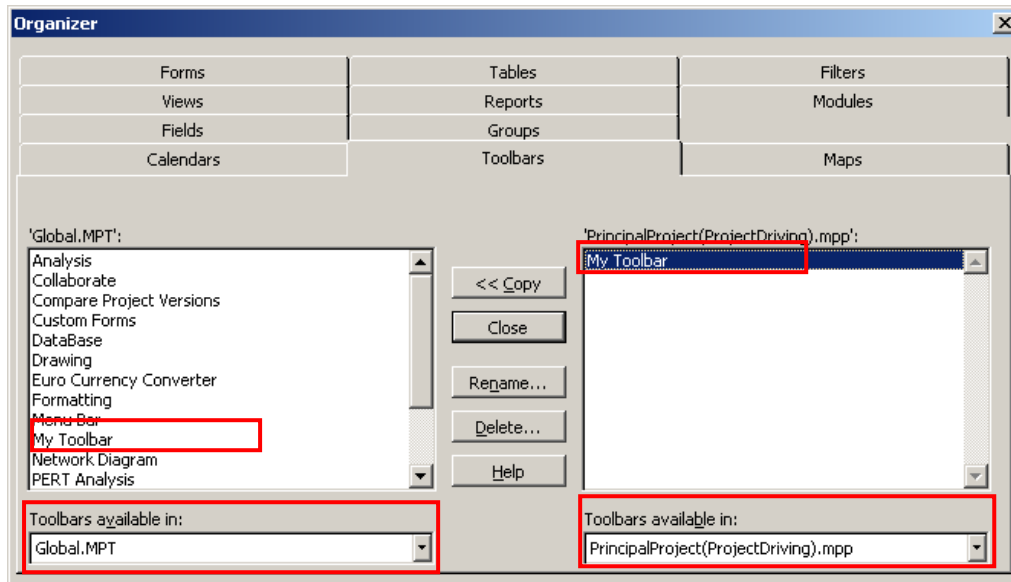 Organizer
Forms Tables Filters
Views Reports Modules
Fields Groups
Calendars Toolbars Maps
'Global.MPT': 'PrincipalProject(ProjectDriving).mpp':
Analysis
Collaborate
Compare Project Versions
Custom Forms
DataBase
Drawing
Euro Currency Converter
Formatting
Menu Bar
My Toolbar
Network Diagram
PERT Analysis
<< Copy
Close
Rename...
Delete...
Help
My Toolbar
Toolbars available in:
Global.MPT
Toolbars available in:
PrincipalProject(ProjectDriving).mpp